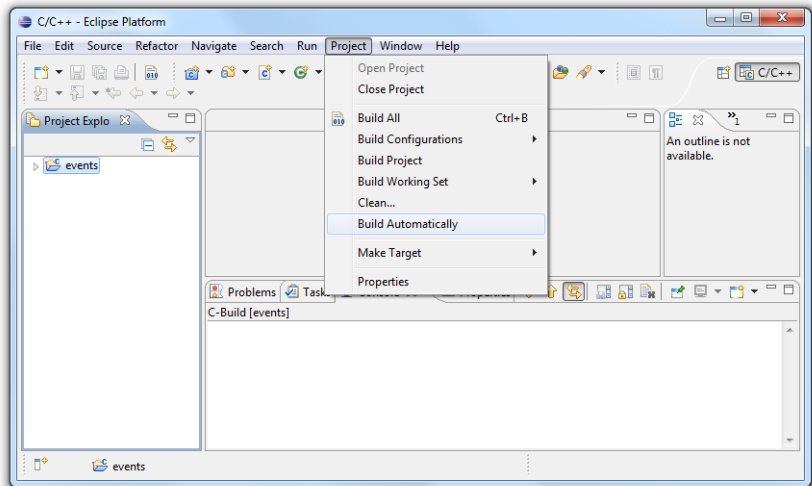 C/C++ - Eclipse Platform
File Edit Source Refactor Navigate Search Run Project Window Help
C/C++
Open Project
Close Project
Build All Ctrl+B
Build Configurations
Build Project
Build Working Set
Clean...
Build Automatically
Make Target
Properties
Project Explo
events
1
An outline is not
available.
Problems Task
C-Build [events]
events